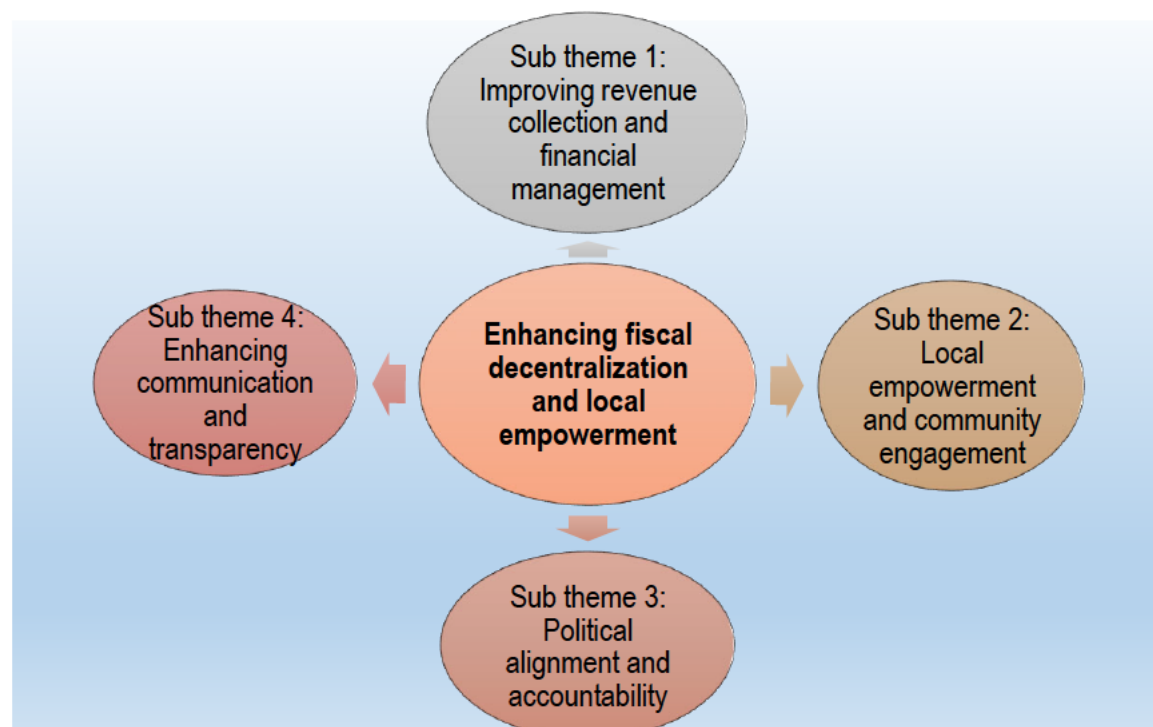 Sub theme 1:
Improving revenue
collection and
financial
management
Sub theme 4:
Enhancing
communication
and
transparency
Enhancing fiscal
decentralization
and local
empowerment
Sub theme 2:
Local
empowerment
and community
engagement
Sub theme 3:
Political
alignment and
accountability